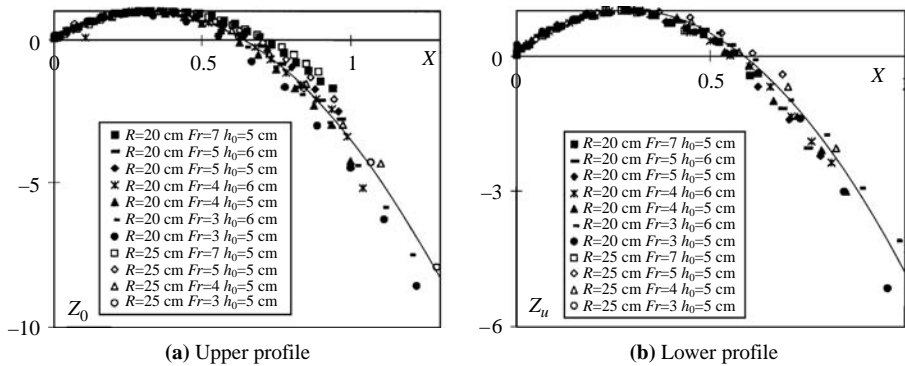 1
0
0
0.5
X
1
−5
−10
Z0
R=20 cm Fr=7 h0=5 cm
R=20 cm Fr=5 h0=6 cm
R=20 cm Fr=5 h0=5 cm
R=20 cm Fr=4 h0=6 cm
R=20 cm Fr=4 h0=5 cm
R=20 cm Fr=3 h0=6 cm
R=20 cm Fr=3 h0=5 cm
R=25 cm Fr=7 h0=5 cm
R=25 cm Fr=5 h0=5 cm
R=25 cm Fr=4 h0=5 cm
R=25 cm Fr=3 h0=5 cm
(a) Upper profile
0
0
0.5
X
1
−3
−6
Zu
R=20 cm Fr=7 h0=5 cm
R=20 cm Fr=5 h0=6 cm
R=20 cm Fr=5 h0=5 cm
R=20 cm Fr=4 h0=6 cm
R=20 cm Fr=4 h0=5 cm
R=20 cm Fr=3 h0=6 cm
R=20 cm Fr=3 h0=5 cm
R=25 cm Fr=7 h0=5 cm
R=25 cm Fr=5 h0=5 cm
R=25 cm Fr=4 h0=5 cm
R=25 cm Fr=3 h0=5 cm
(b) Lower profile